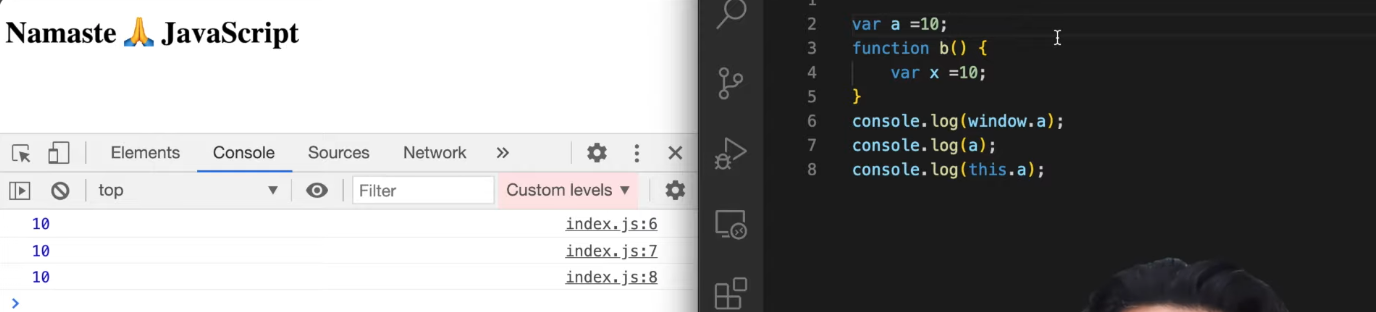 Namaste 🙏 JavaScript
Elements Console Sources Network »
top ▼ Filter Custom levels ▼
10 index.js:6
10 index.js:7
10 index.js:8
>
1
2 var a =10;
3 function b() {
4     var x =10;
5 }
6 console.log(window.a);
7 console.log(a);
8 console.log(this.a);